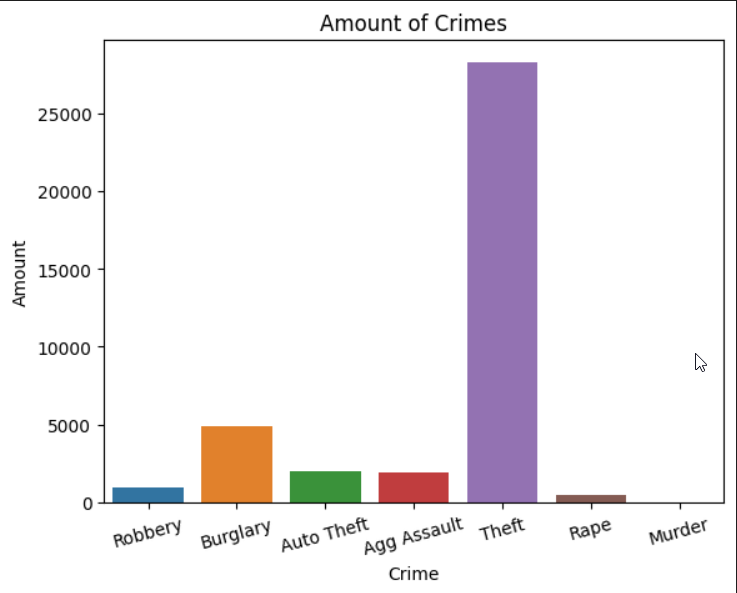 Amount of Crimes
Amount
25000
20000
15000
10000
5000
0
Robbery
Burglary
Auto Theft
Agg Assault
Theft
Rape
Murder
Crime